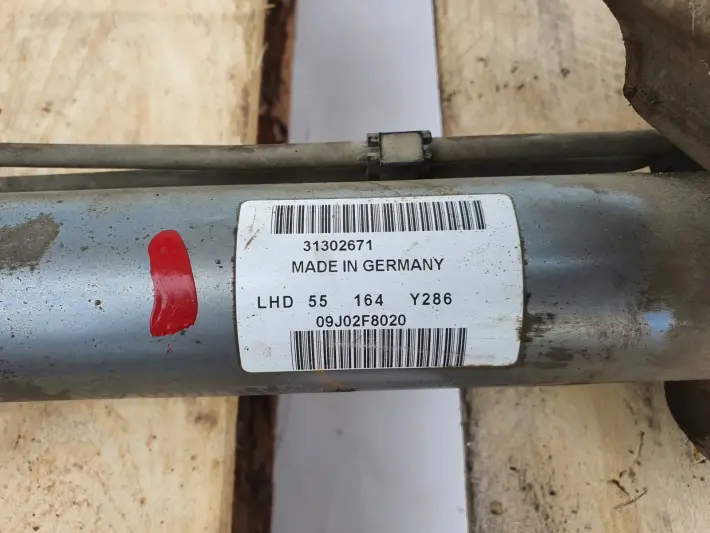 31302671
MADE IN GERMANY
LHD 55 164 Y286
09J02F8020